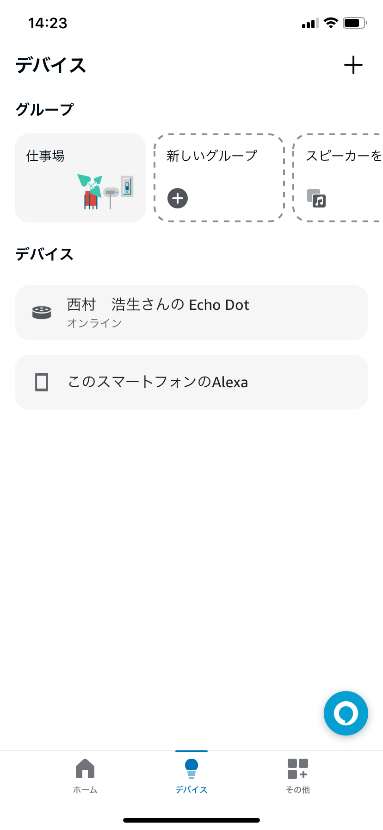 14:23
デバイス
グループ
仕事場
新しいグループ
スピーカーを
デバイス
西村　浩生さんの Echo Dot
オンライン
このスマートフォンのAlexa
ホーム
デバイス
その他